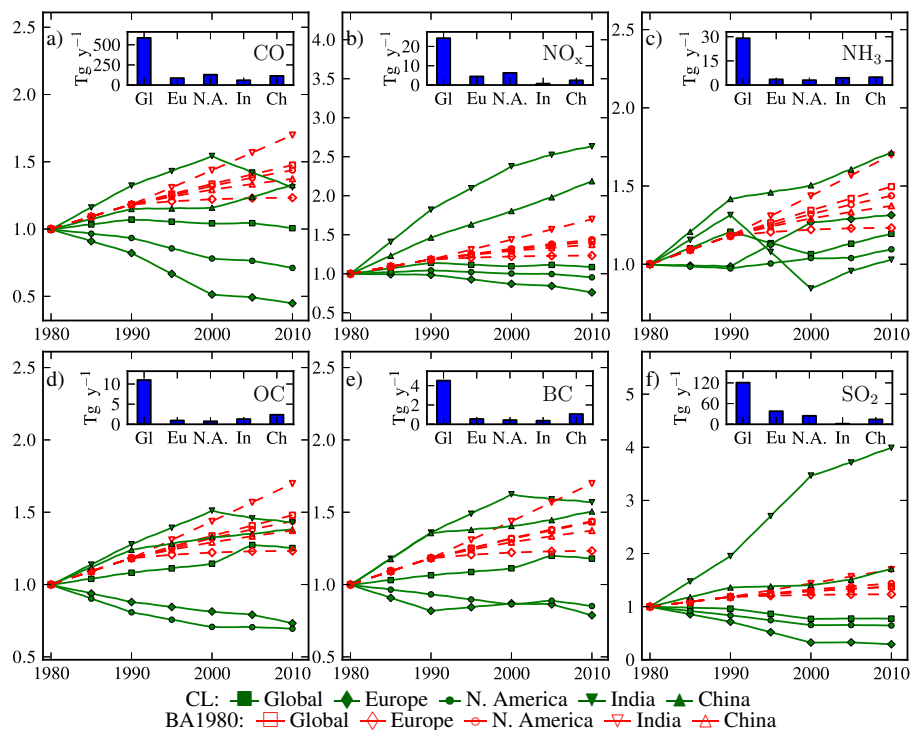 2.5
2.0
1.5
1.0
0.5
a)
Tg y⁻¹
500
250
0
CO
Gl Eu N.A. In Ch
1980 1990 2000 2010
4.0
3.5
3.0
2.5
2.0
1.5
1.0
0.5
b)
Tg y⁻¹
20
10
0
NOₓ
Gl Eu N.A. In Ch
1980 1990 2000 2010
2.5
2.0
1.5
1.0
c)
Tg y⁻¹
30
15
0
NH₃
Gl Eu N.A. In Ch
1980 1990 2000 2010
2.5
2.0
1.5
1.0
0.5
d)
Tg y⁻¹
10
5
0
OC
Gl Eu N.A. In Ch
1980 1990 2000 2010
2.5
2.0
1.5
1.0
0.5
e)
Tg y⁻¹
4
2
0
BC
Gl Eu N.A. In Ch
1980 1990 2000 2010
5
4
3
2
1
0
f)
Tg y⁻¹
120
60
0
SO₂
Gl Eu N.A. In Ch
1980 1990 2000 2010
CL: Global Europe N. America India China
BA1980: Global Europe N. America India China